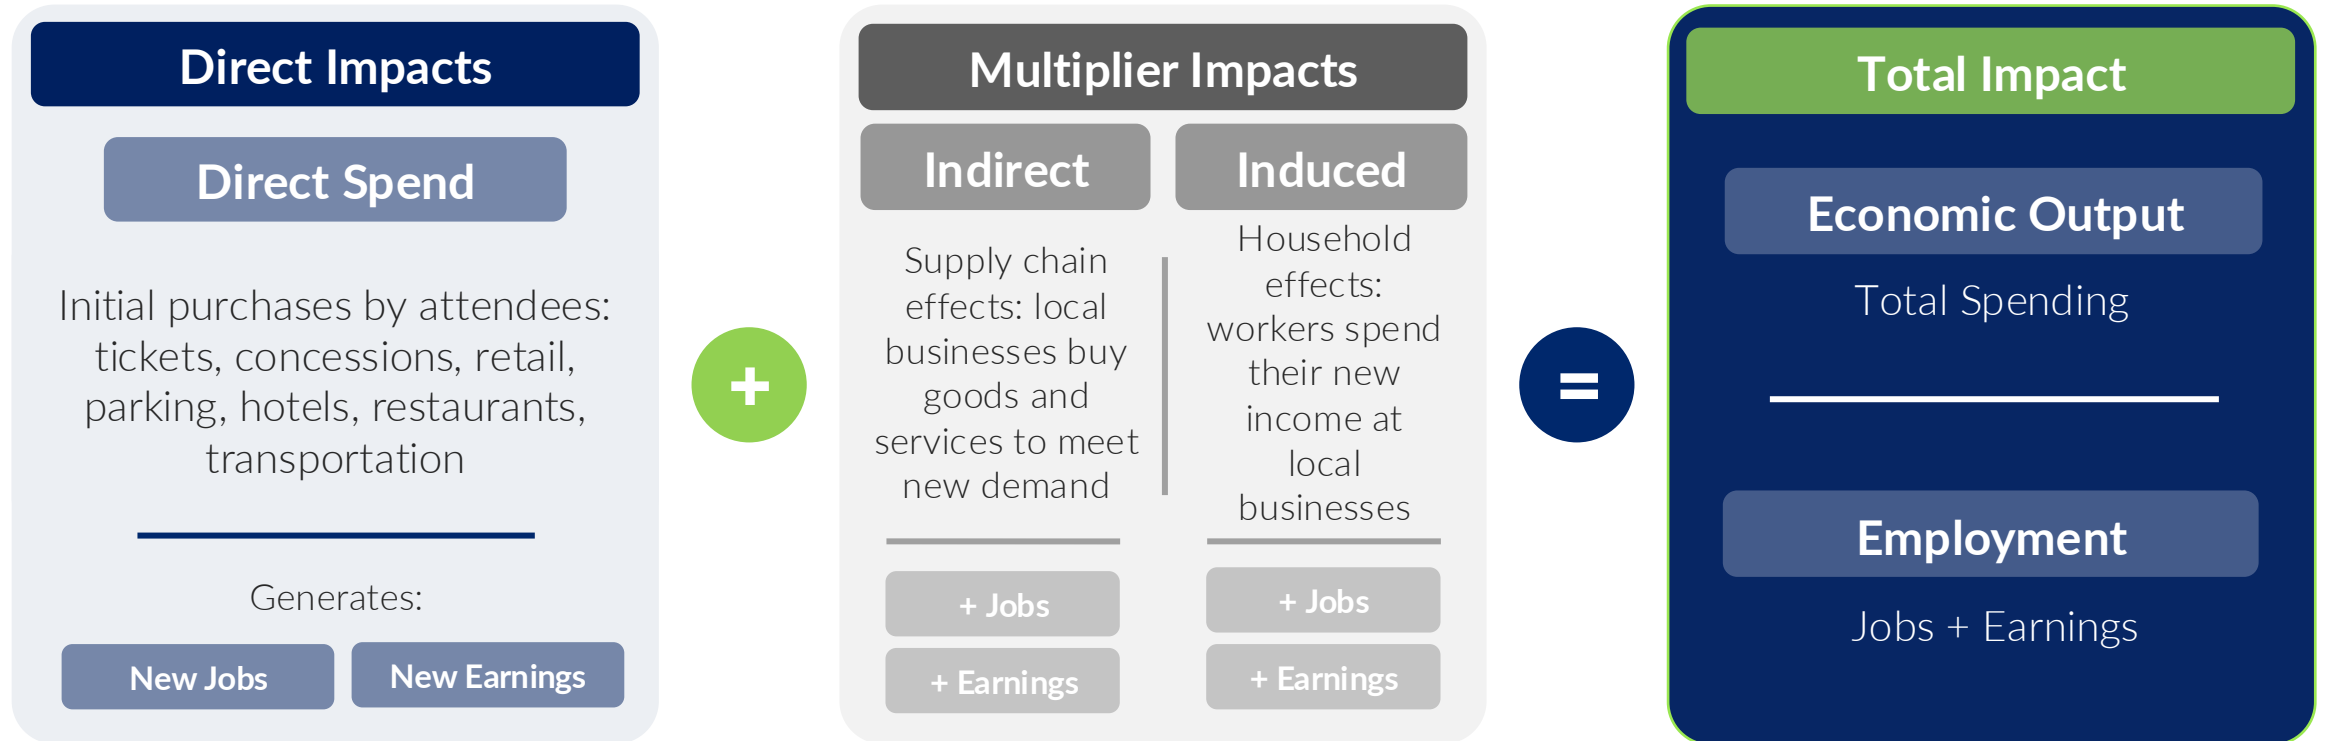 Direct Impacts
Direct Spend
Initial purchases by attendees:
tickets, concessions, retail,
parking, hotels, restaurants,
transportation
Generates:
New Jobs
New Earnings
+
Multiplier Impacts
Indirect
Supply chain
effects: local
businesses buy
goods and
services to meet
new demand
+ Jobs
+ Earnings
Induced
Household
effects:
workers spend
their new
income at
local
businesses
+ Jobs
+ Earnings
=
Total Impact
Economic Output
Total Spending
Employment
Jobs + Earnings